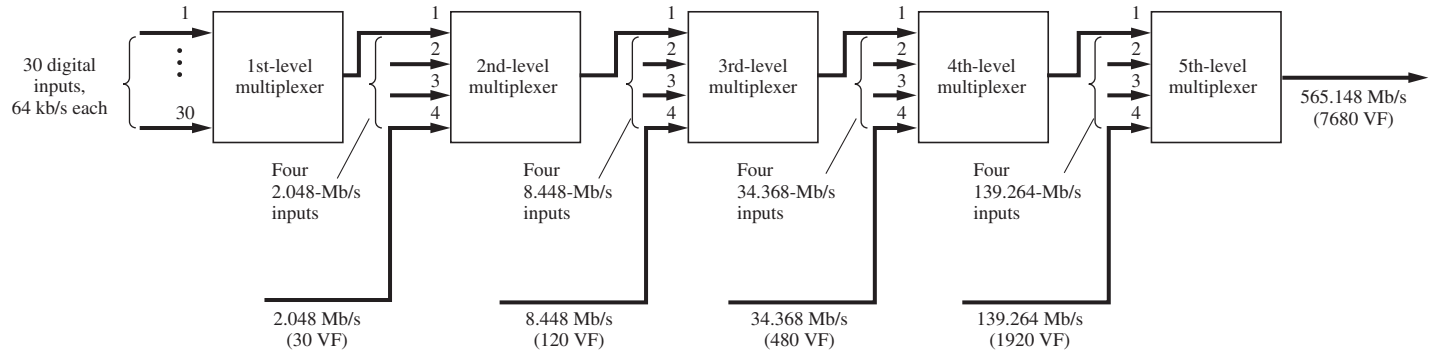 1
30 digital
inputs,
64 kb/s each
30
1st-level
multiplexer
1
2
3
4
Four
2.048-Mb/s
inputs
2.048 Mb/s
(30 VF)
2nd-level
multiplexer
1
2
3
4
Four
8.448-Mb/s
inputs
8.448 Mb/s
(120 VF)
3rd-level
multiplexer
1
2
3
4
Four
34.368-Mb/s
inputs
34.368 Mb/s
(480 VF)
4th-level
multiplexer
1
2
3
4
Four
139.264-Mb/s
inputs
139.264 Mb/s
(1920 VF)
5th-level
multiplexer
565.148 Mb/s
(7680 VF)